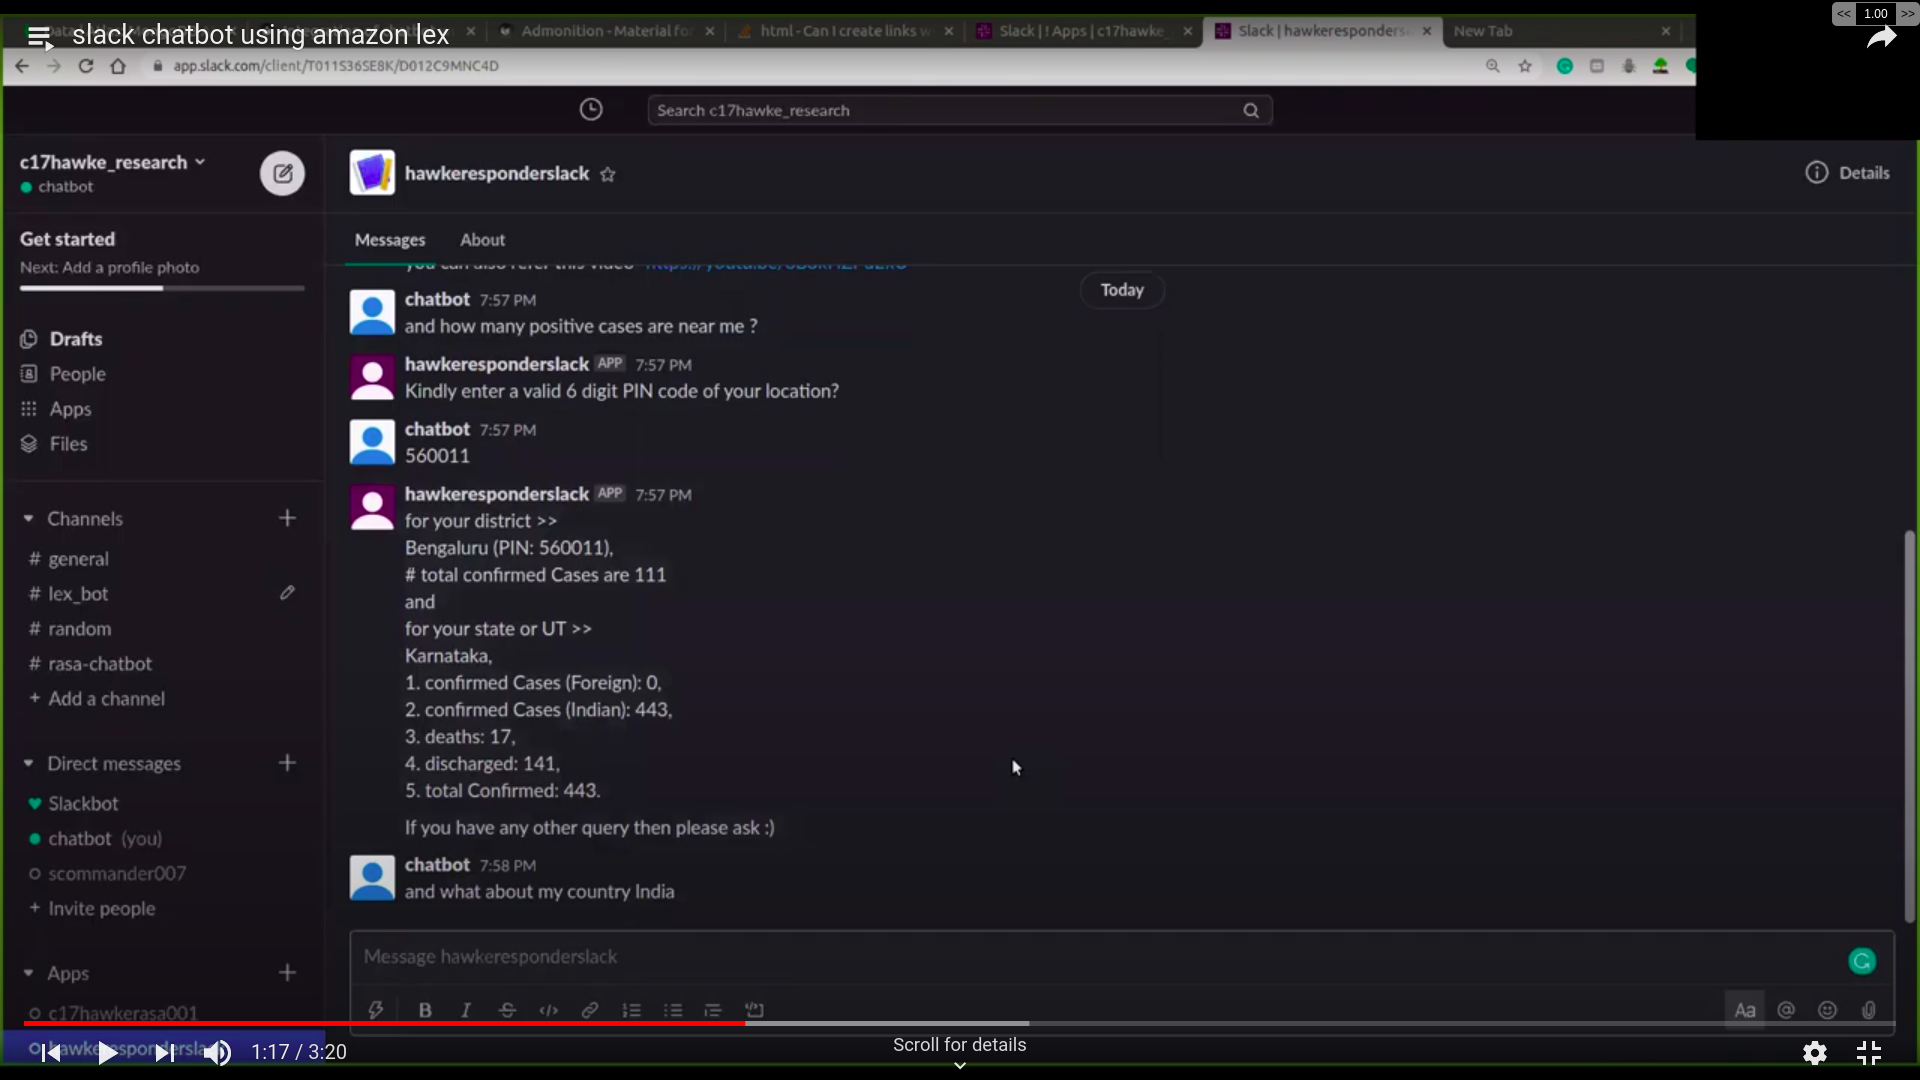 << 1.00 >>
slack chatbot using amazon lex
Admonition - Material for
html - Can I create links w
Slack | ! Apps | c17hawke_
Slack | hawkeresponders
New Tab
app.slack.com/client/T011S36SE8K/D012C9MNC4D
Search c17hawke_research
c17hawke_research
chatbot
Get started
Next: Add a profile photo
Drafts
People
Apps
Files
Channels +
# general
# lex_bot
# random
# rasa-chatbot
+ Add a channel
Direct messages +
Slackbot
chatbot (you)
scommander007
+ Invite people
Apps +
c17hawkerasa001
hawkerespondersla
hawkeresponderslack
Details
Messages About
you can also refer this video
Today
chatbot 7:57 PM
and how many positive cases are near me ?
hawkeresponderslack APP 7:57 PM
Kindly enter a valid 6 digit PIN code of your location?
chatbot 7:57 PM
560011
hawkeresponderslack APP 7:57 PM
for your district >>
Bengaluru (PIN: 560011),
# total confirmed Cases are 111
and
for your state or UT >>
Karnataka,
1. confirmed Cases (Foreign): 0,
2. confirmed Cases (Indian): 443,
3. deaths: 17,
4. discharged: 141,
5. total Confirmed: 443.
If you have any other query then please ask :)
chatbot 7:58 PM
and what about my country India
Message hawkeresponderslack
B I S </> Aa @
1:17 / 3:20
Scroll for details